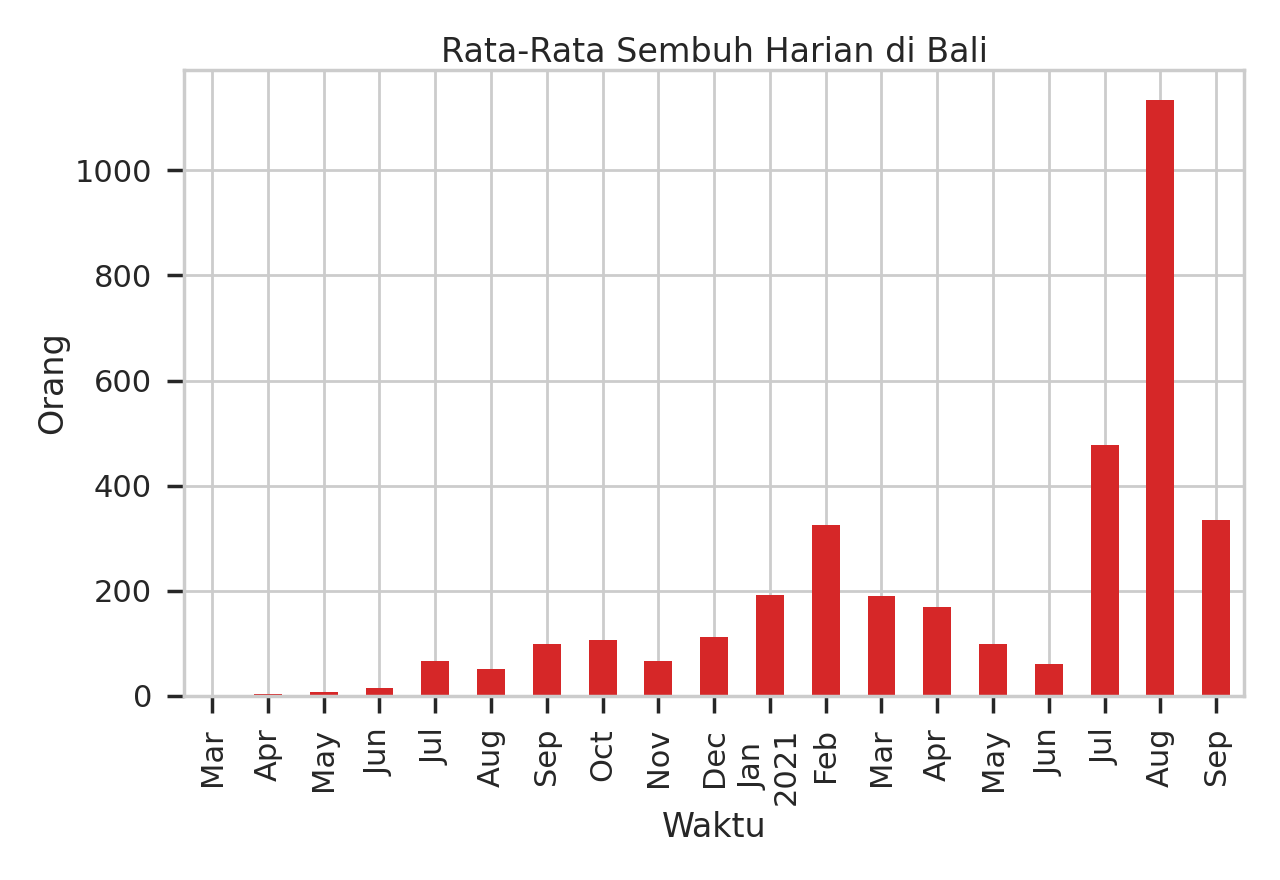 Rata-Rata Sembuh Harian di Bali
Orang
1000
800
600
400
200
0
Mar
Apr
May
Jun
Jul
Aug
Sep
Oct
Nov
Dec
Jan
2021
Feb
Mar
Apr
May
Jun
Jul
Aug
Sep
Waktu